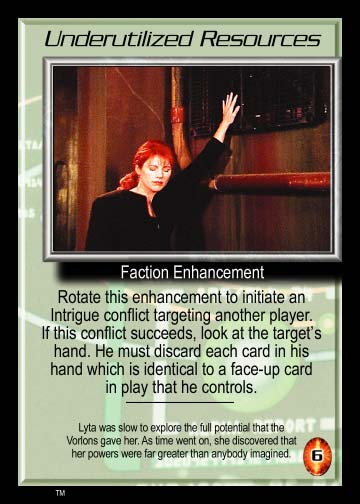 Underutilized Resources
Faction Enhancement
Rotate this enhancement to initiate an
Intrigue conflict targeting another player.
If this conflict succeeds, look at the target's
hand. He must discard each card in his
hand which is identical to a face-up card
in play that he controls.
Lyta was slow to explore the full potential that the
Vorlons gave her. As time went on, she discovered that
her powers were far greater than anybody imagined.
6
TM